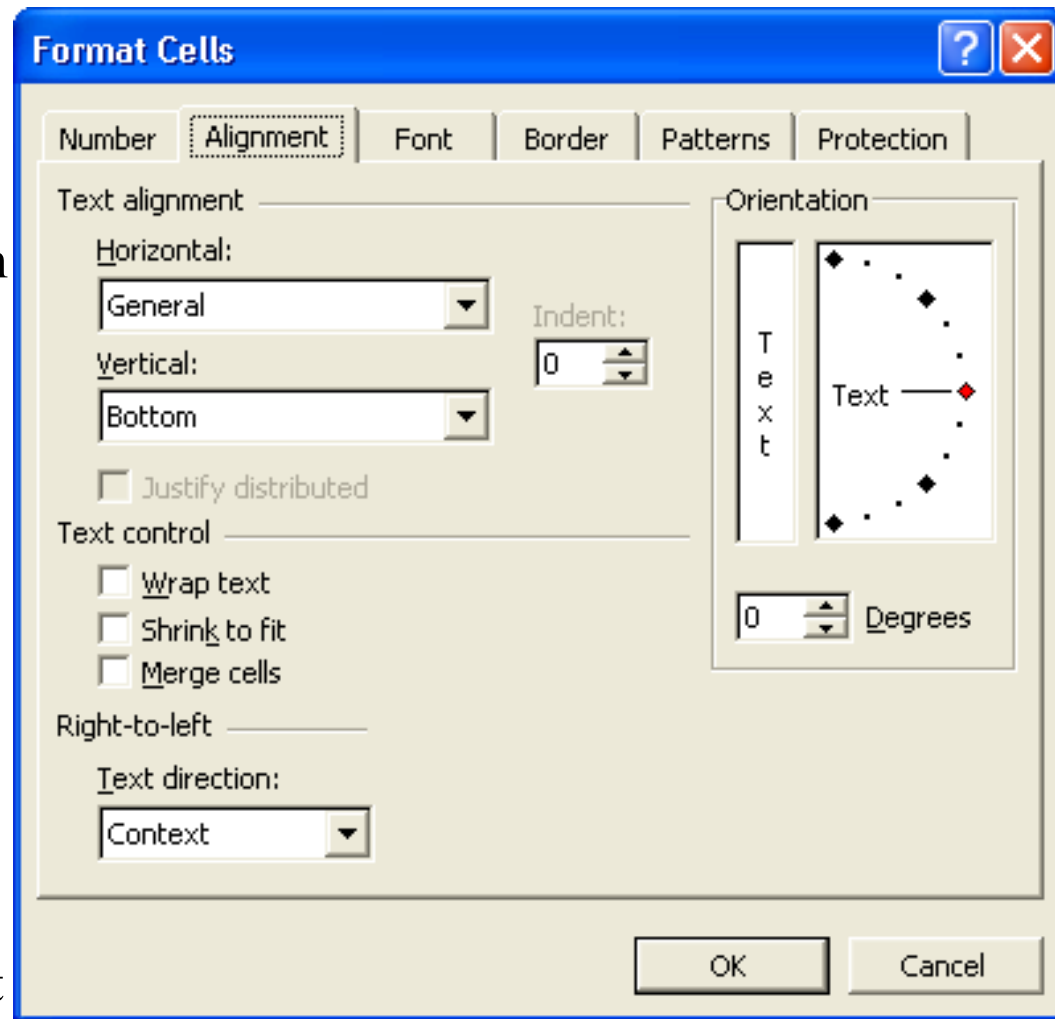 Format Cells
Number Alignment Font Border Patterns Protection
Text alignment
Horizontal:
General
Indent:
0
Vertical:
Bottom
Justify distributed
Text control
Wrap text
Shrink to fit
Merge cells
Right-to-left
Text direction:
Context
Orientation
Text
Text
0 Degrees
OK Cancel